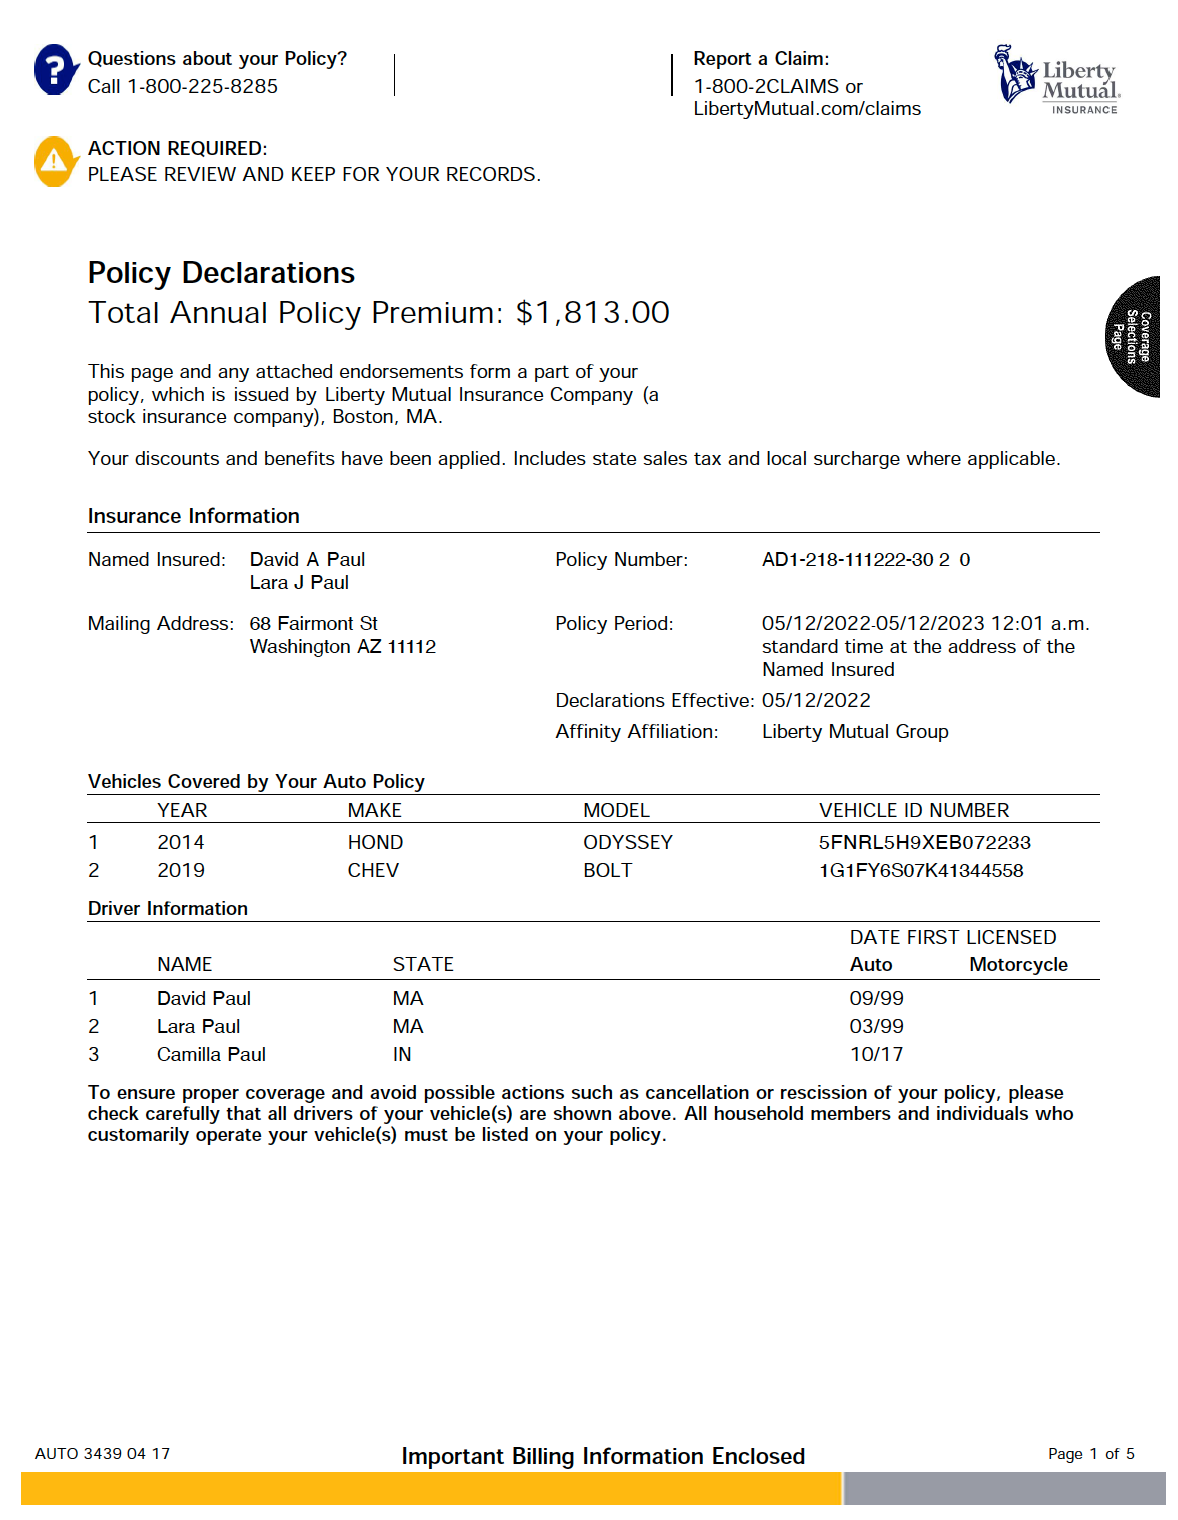 Questions about your Policy?
Call 1-800-225-8285
Report a Claim:
1-800-2CLAIMS or
LibertyMutual.com/claims
Liberty
Mutual®
INSURANCE
ACTION REQUIRED:
PLEASE REVIEW AND KEEP FOR YOUR RECORDS.
Policy Declarations
Total Annual Policy Premium: $1,813.00
Coverage
Selections
Page
This page and any attached endorsements form a part of your
policy, which is issued by Liberty Mutual Insurance Company (a
stock insurance company), Boston, MA.
Your discounts and benefits have been applied. Includes state sales tax and local surcharge where applicable.
Insurance Information
Named Insured: David A Paul Policy Number: AD1-218-111222-30 2 0
Lara J Paul
Mailing Address: 68 Fairmont St Policy Period: 05/12/2022-05/12/2023 12:01 a.m.
Washington AZ 11112 standard time at the address of the
Named Insured
Declarations Effective: 05/12/2022
Affinity Affiliation: Liberty Mutual Group
Vehicles Covered by Your Auto Policy
YEAR MAKE MODEL VEHICLE ID NUMBER
1 2014 HOND ODYSSEY 5FNRL5H9XEB072233
2 2019 CHEV BOLT 1G1FY6S07K41344558
Driver Information
DATE FIRST LICENSED
NAME STATE Auto Motorcycle
1 David Paul MA 09/99
2 Lara Paul MA 03/99
3 Camilla Paul IN 10/17
To ensure proper coverage and avoid possible actions such as cancellation or rescission of your policy, please
check carefully that all drivers of your vehicle(s) are shown above. All household members and individuals who
customarily operate your vehicle(s) must be listed on your policy.
AUTO 3439 04 17 Important Billing Information Enclosed Page 1 of 5